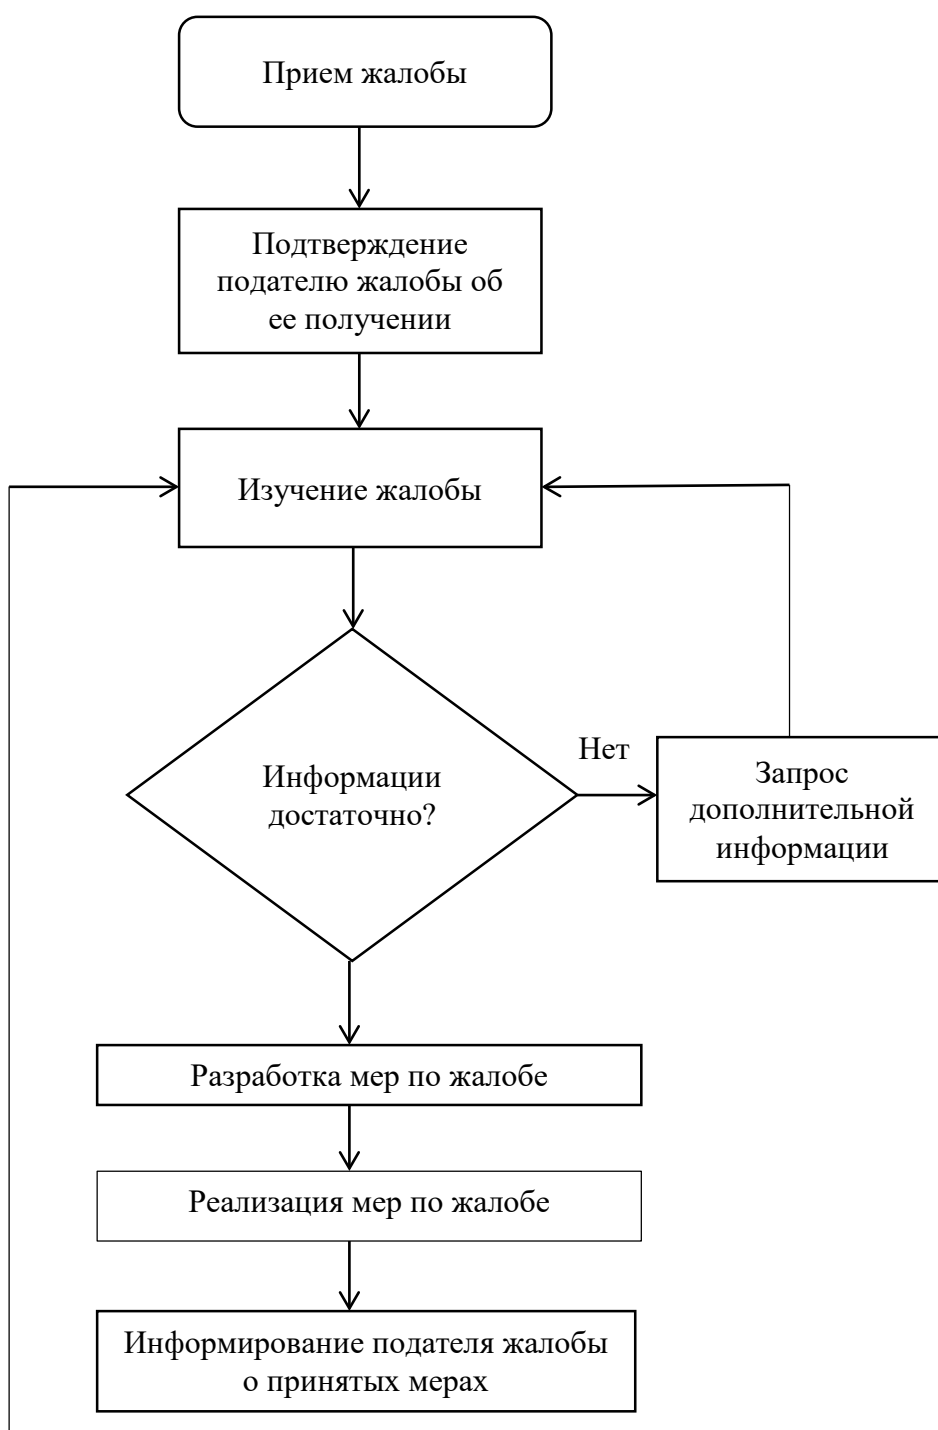 Прием жалобы
Подтверждение
подателю жалобы об
ее получении
Изучение жалобы
Информации
достаточно?
Нет
Запрос
дополнительной
информации
Разработка мер по жалобе
Реализация мер по жалобе
Информирование подателя жалобы
о принятых мерах